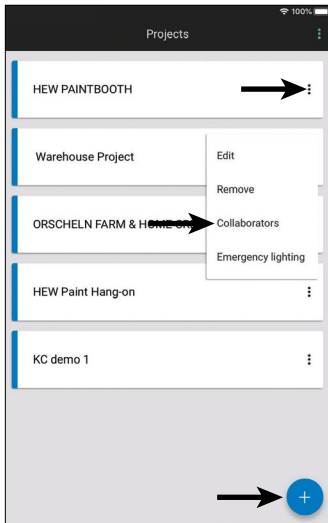 100%
Projects
HEW PAINTBOOTH
Warehouse Project
Edit
Remove
ORSCHELN FARM & HOME
Collaborators
Emergency lighting
HEW Paint Hang-on
KC demo 1